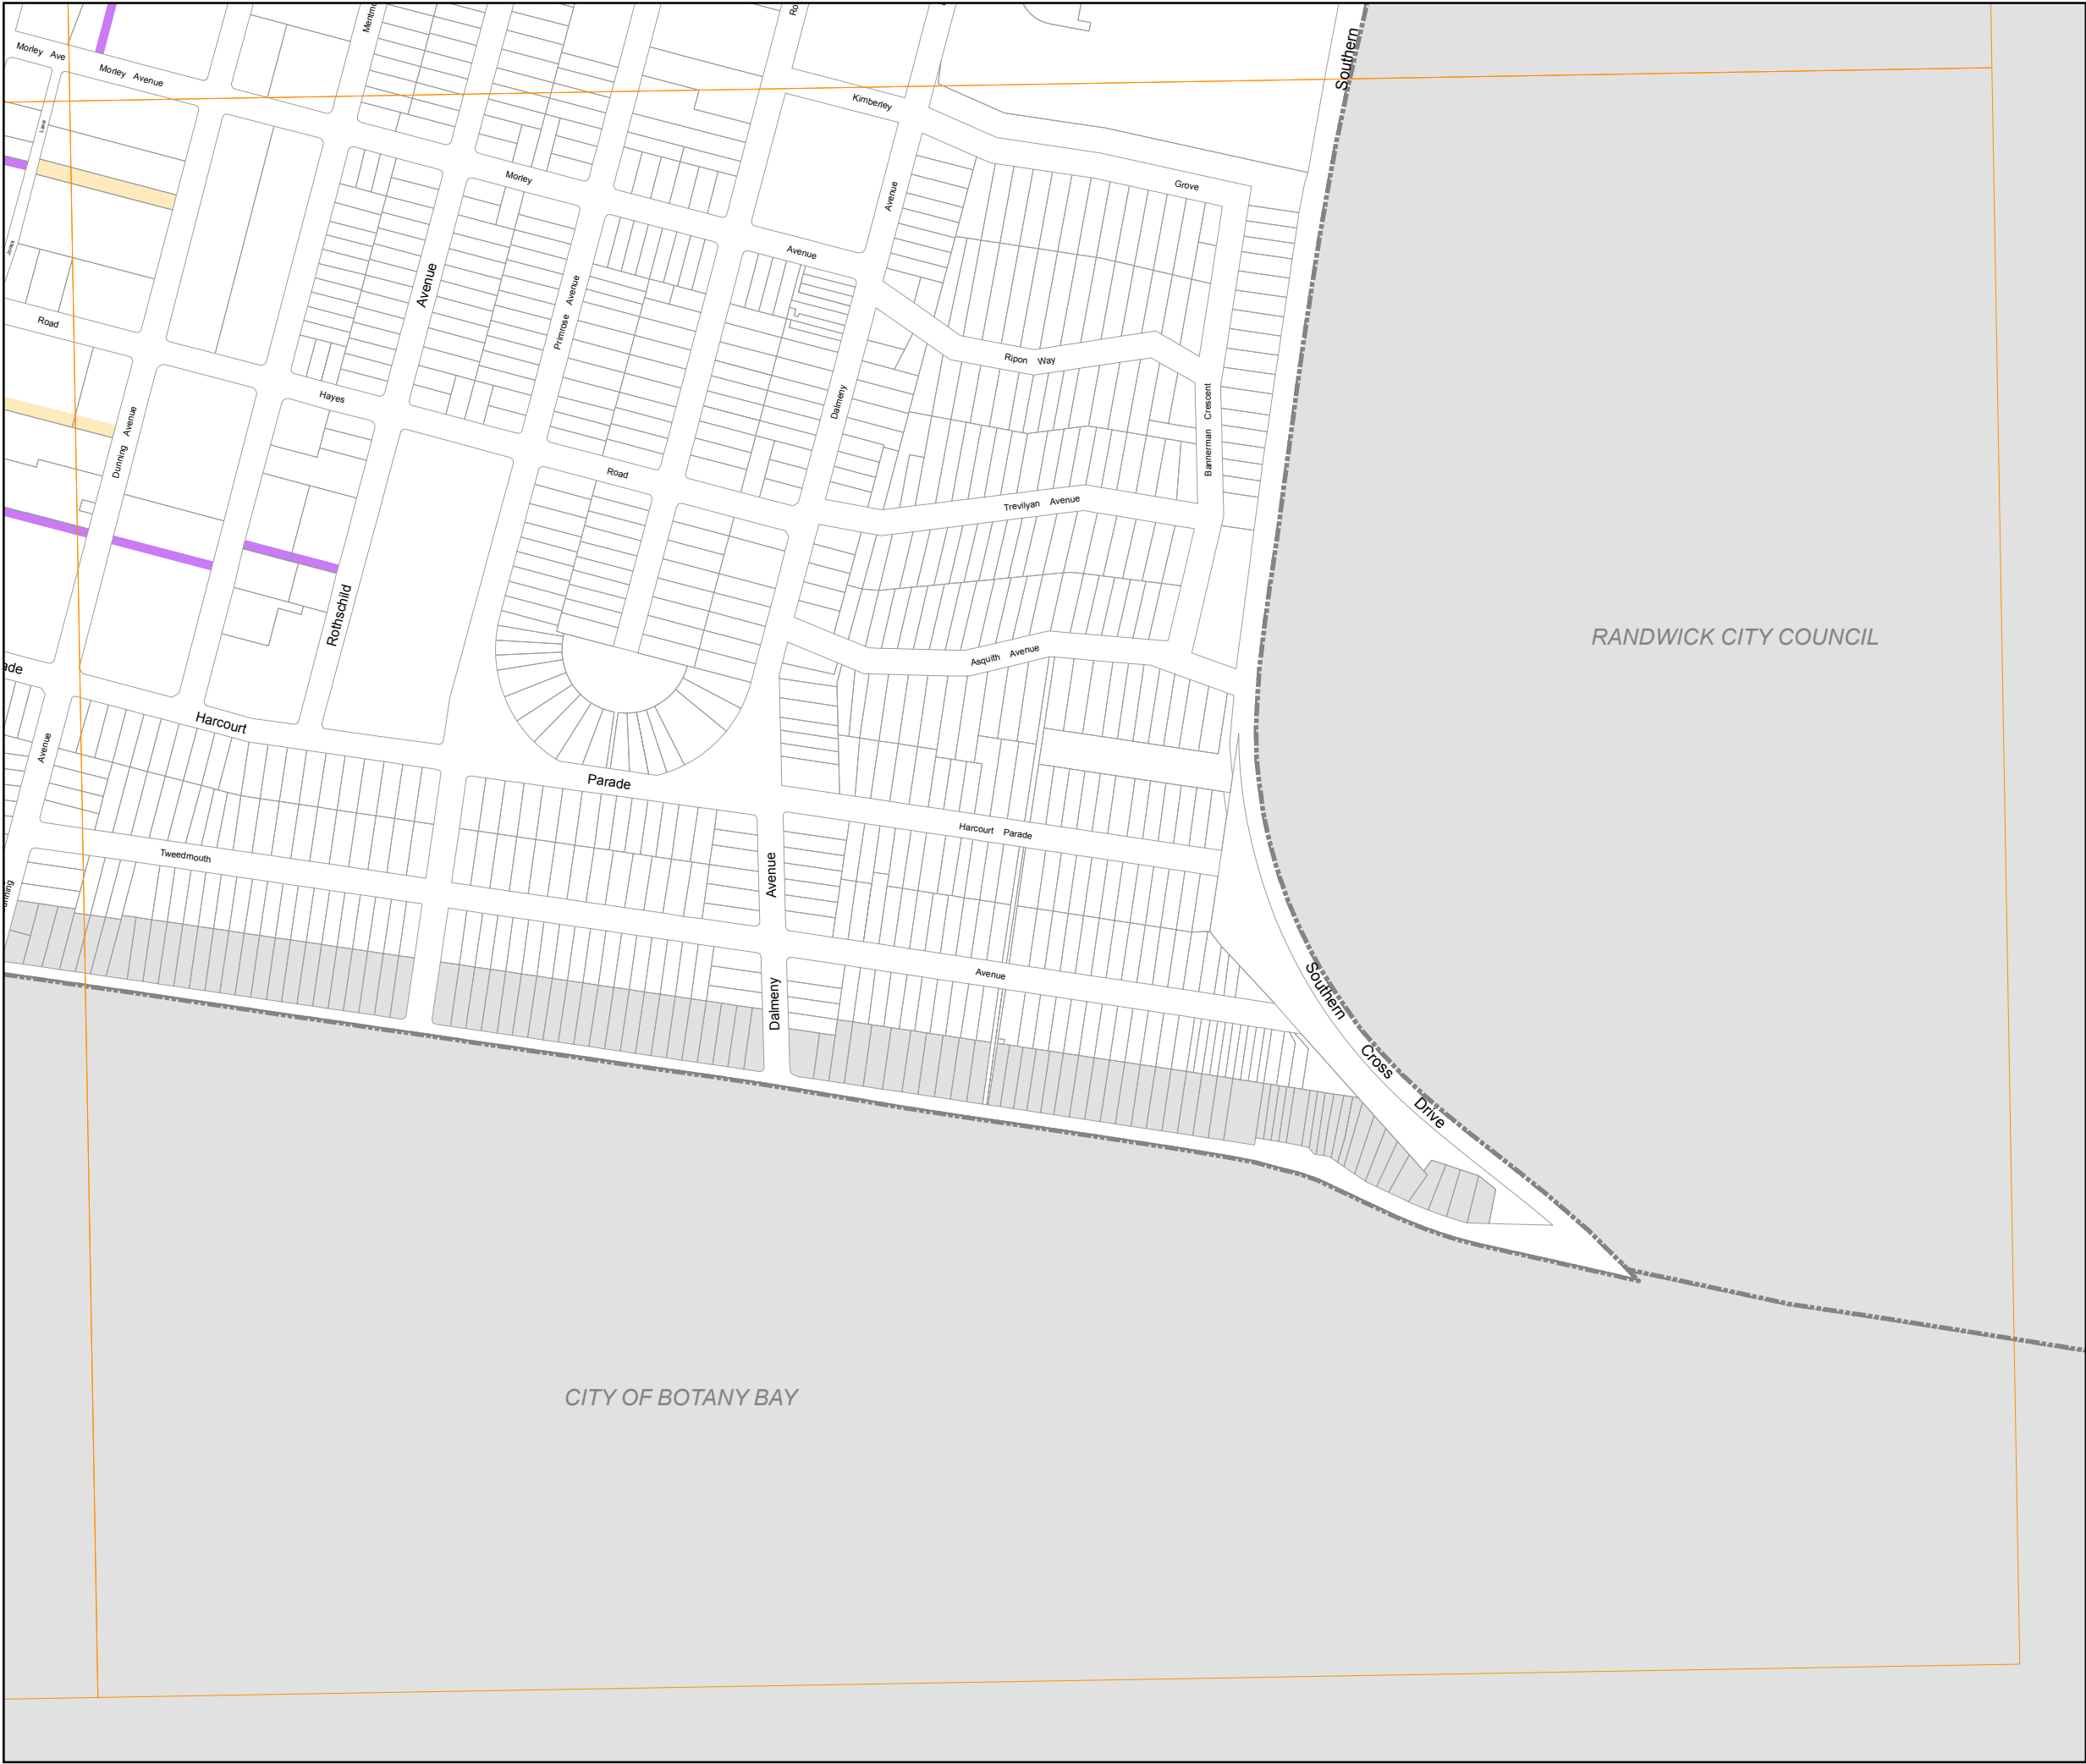 Morley Ave
Morley Avenue
Southern
Kimberley
Lane
Morley
Grove
Avenue
Jones
Avenue
Avenue
Primrose Avenue
Road
Ripon Way
Hayes
Dalmeny
Bannerman Crescent
Dunning Avenue
Road
Trevilyan Avenue
Rothschild
RANDWICK CITY COUNCIL
Asquith Avenue
Harcourt
Avenue
Parade
Harcourt Parade
Tweedmouth
Avenue
Avenue
Dalmeny
Southern Cross Drive
CITY OF BOTANY BAY